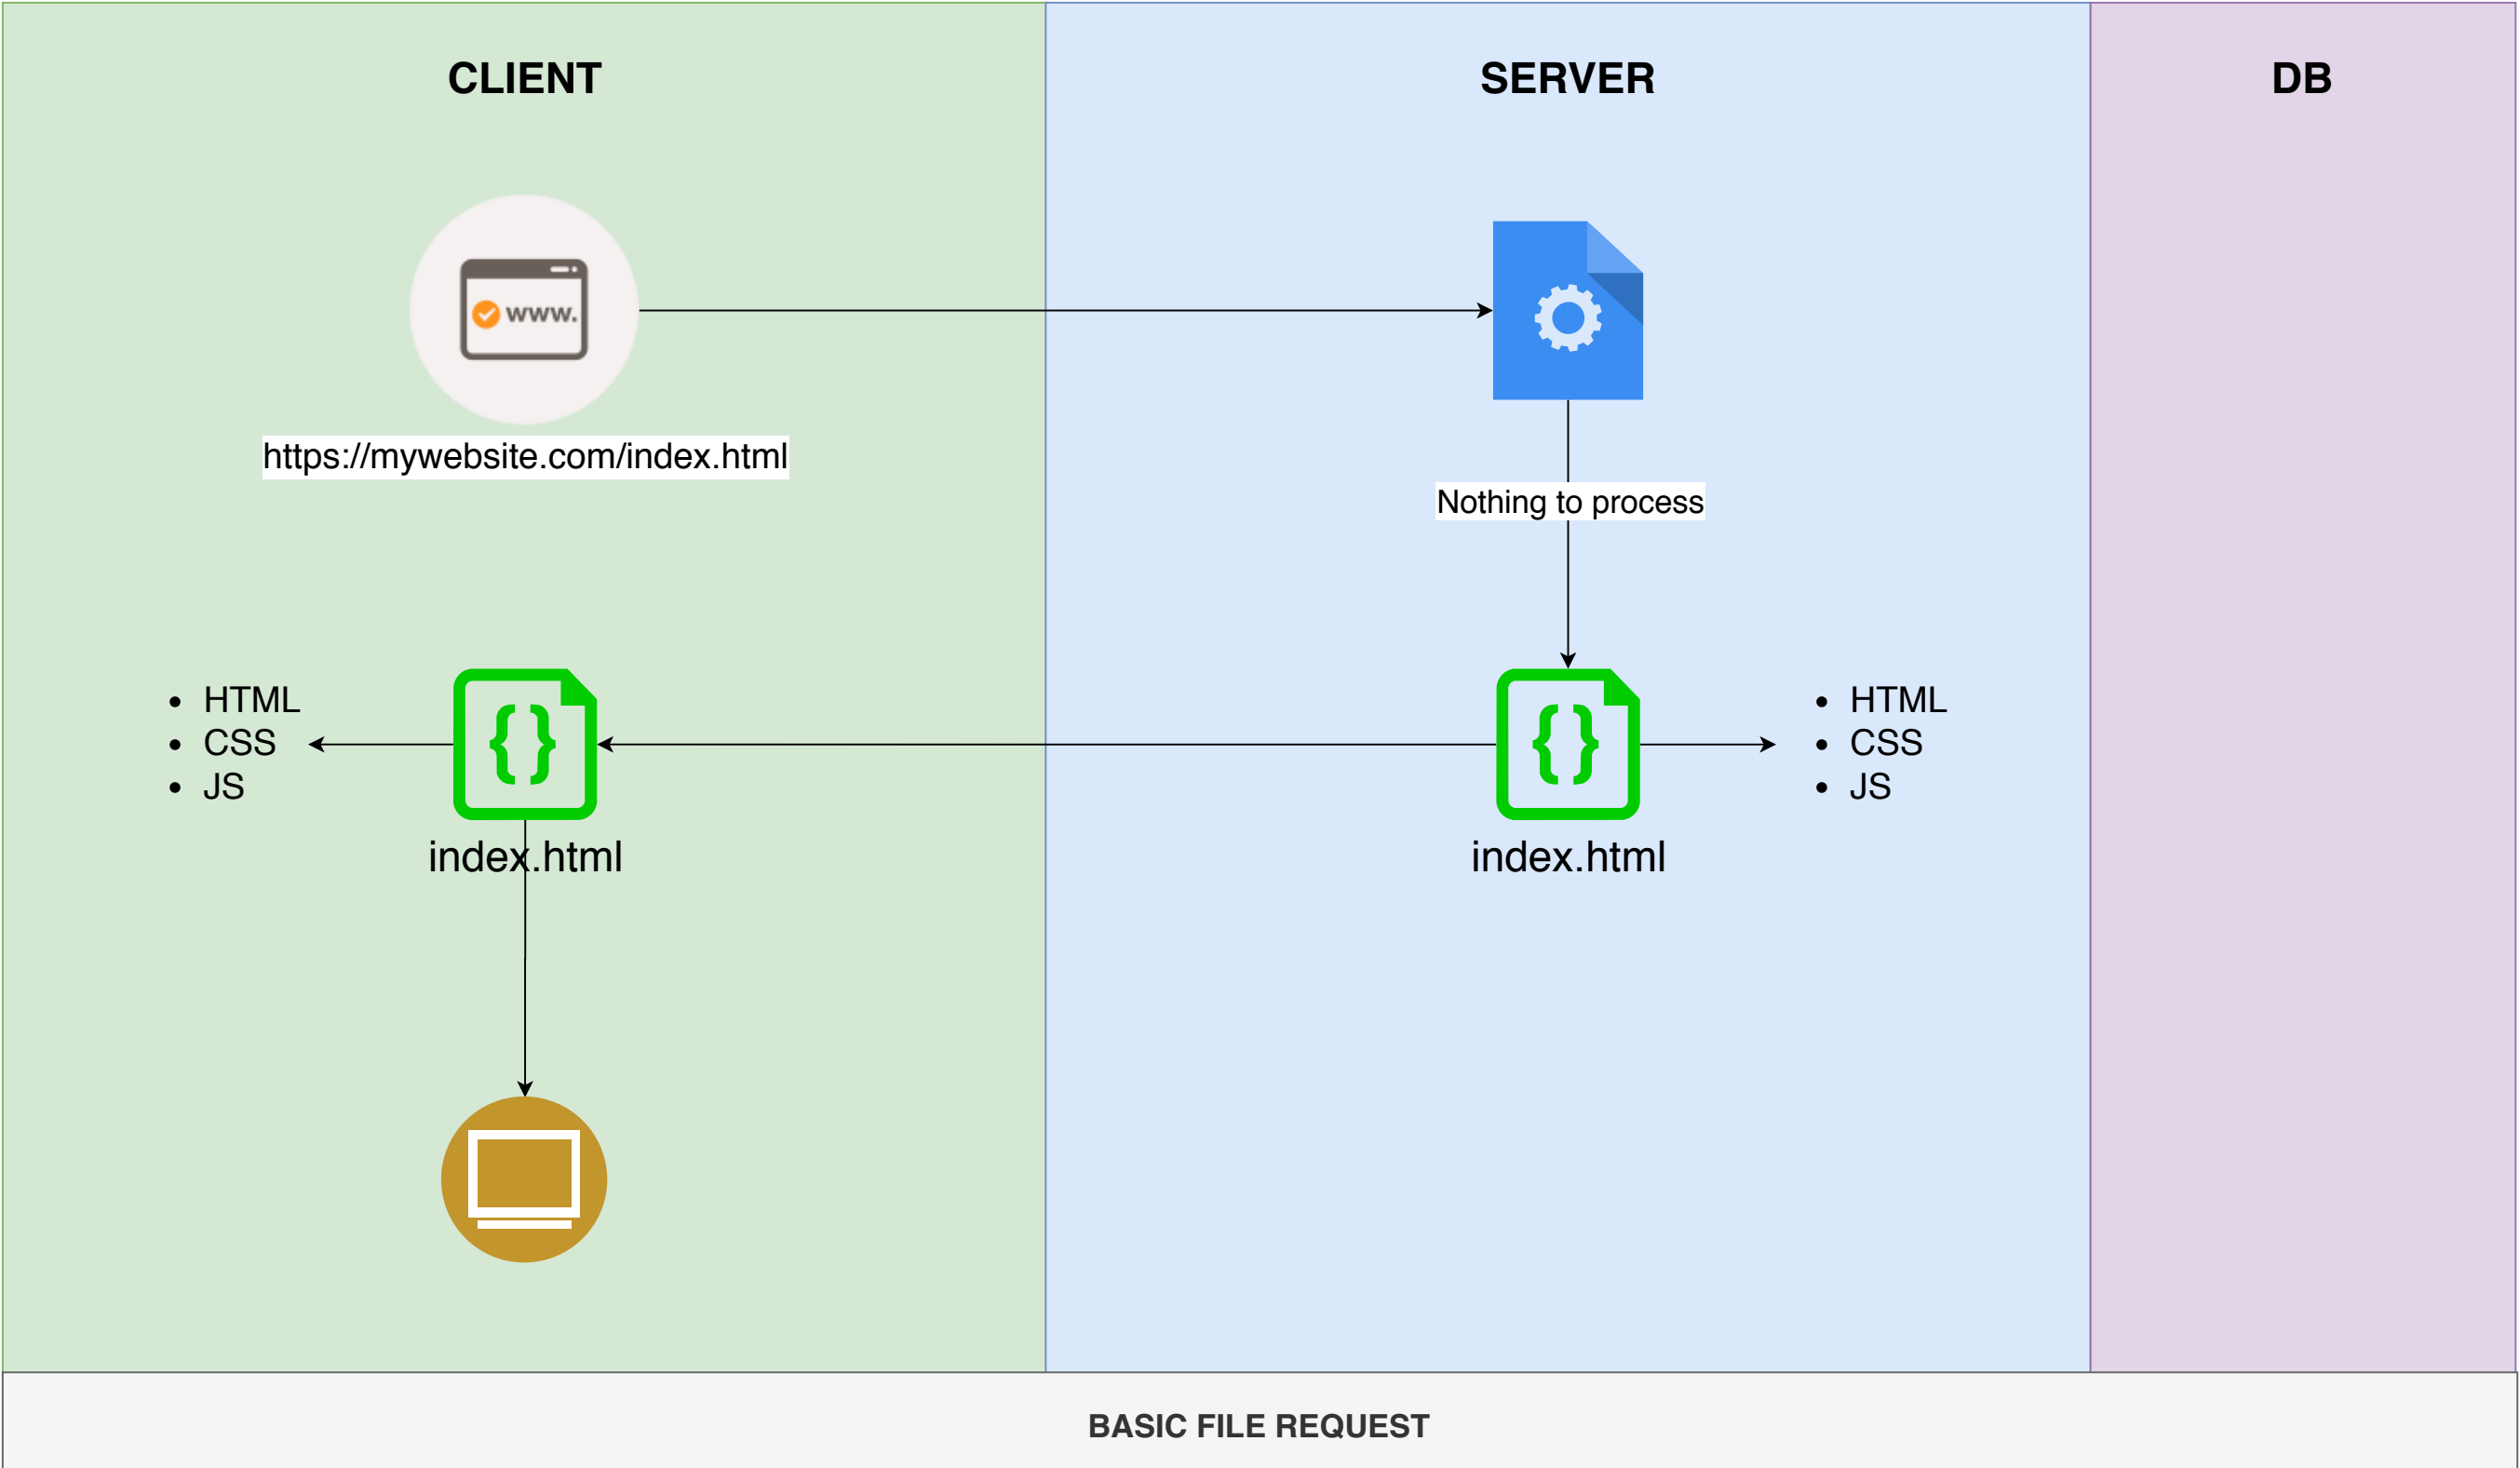 CLIENT
SERVER
DB
www.
https://mywebsite.com/index.html
Nothing to process
• HTML
• CSS
• JS
index.html
{}
{}
• HTML
• CSS
• JS
index.html
BASIC FILE REQUEST